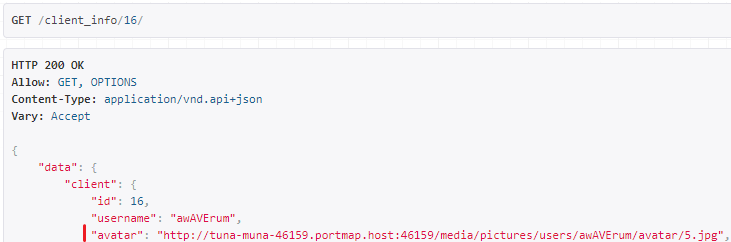 GET /client_info/16/
HTTP 200 OK
Allow: GET, OPTIONS
Content-Type: application/vnd.api+json
Vary: Accept
{
"data": {
"client": {
"id": 16,
"username": "awAVErum",
"avatar": "http://tuna-muna-46159.portmap.host:46159/media/pictures/users/awAVErum/avatar/5.jpg",